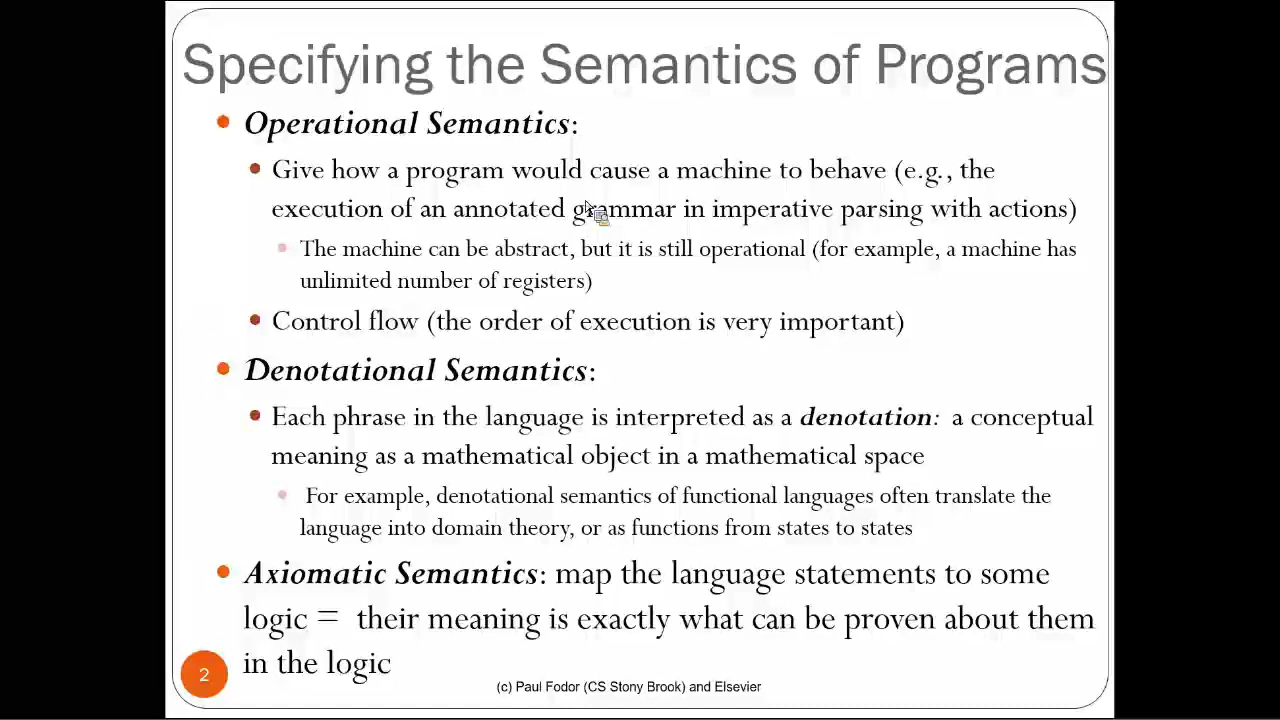 Specifying the Semantics of Programs
• Operational Semantics:
• Give how a program would cause a machine to behave (e.g., the
execution of an annotated grammar in imperative parsing with actions)
• The machine can be abstract, but it is still operational (for example, a machine has
unlimited number of registers)
• Control flow (the order of execution is very important)
• Denotational Semantics:
• Each phrase in the language is interpreted as a denotation: a conceptual
meaning as a mathematical object in a mathematical space
• For example, denotational semantics of functional languages often translate the
language into domain theory, or as functions from states to states
• Axiomatic Semantics: map the language statements to some
logic = their meaning is exactly what can be proven about them
in the logic
2
(c) Paul Fodor (CS Stony Brook) and Elsevier